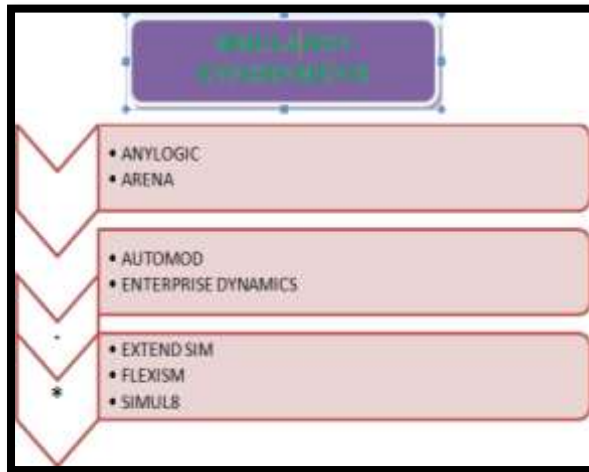 • ANYLOGIC
• ARENA
• AUTOMOD
• ENTERPRISE DYNAMICS
-
• EXTEND SIM
• FLEXISM
*
• SIMUL8